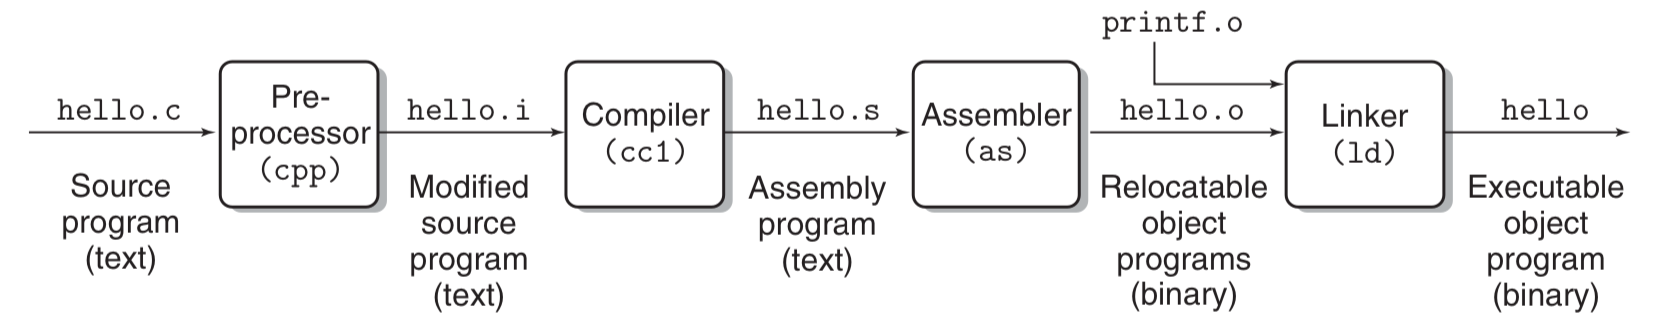 printf.o
hello.c
Pre-
processor
(cpp)
hello.i
Compiler
(cc1)
hello.s
Assembler
(as)
hello.o
Linker
(ld)
hello
Source
program
(text)
Modified
source
program
(text)
Assembly
program
(text)
Relocatable
object
programs
(binary)
Executable
object
program
(binary)